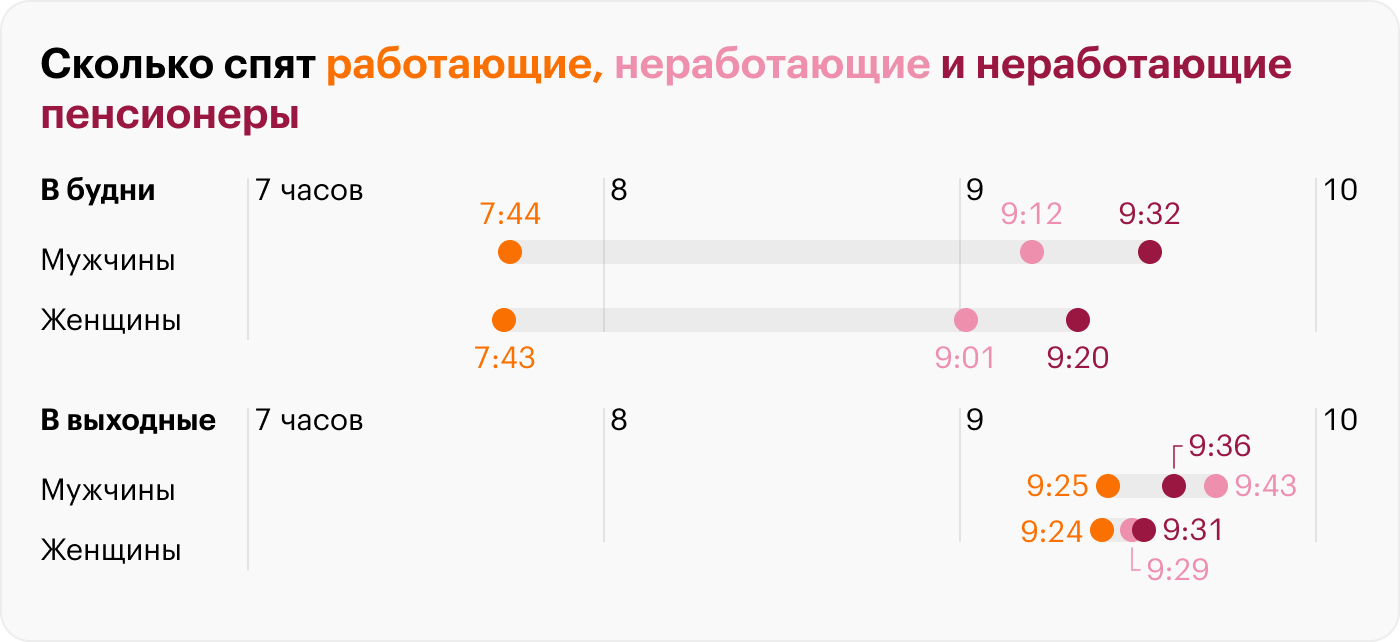 Сколько спят работающие, неработающие и неработающие
пенсионеры
В будни 7 часов 8 9 10
7:44 9:12 9:32
Мужчины
Женщины
7:43 9:01 9:20
В выходные 7 часов 8 9 10
9:36
Мужчины 9:25 9:43
Женщины 9:24 9:31
9:29